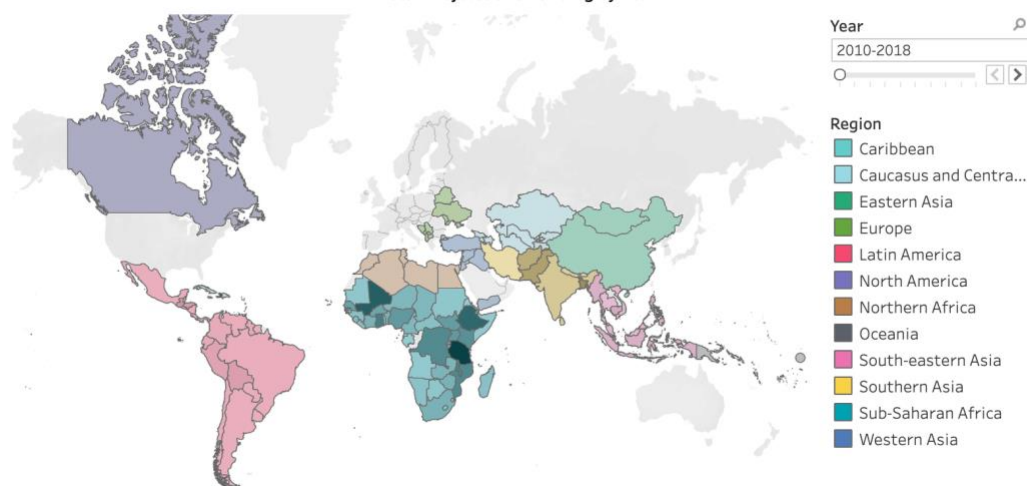 Year
2010-2018
Region
Caribbean
Caucasus and Centra...
Eastern Asia
Europe
Latin America
North America
Northern Africa
Oceania
South-eastern Asia
Southern Asia
Sub-Saharan Africa
Western Asia